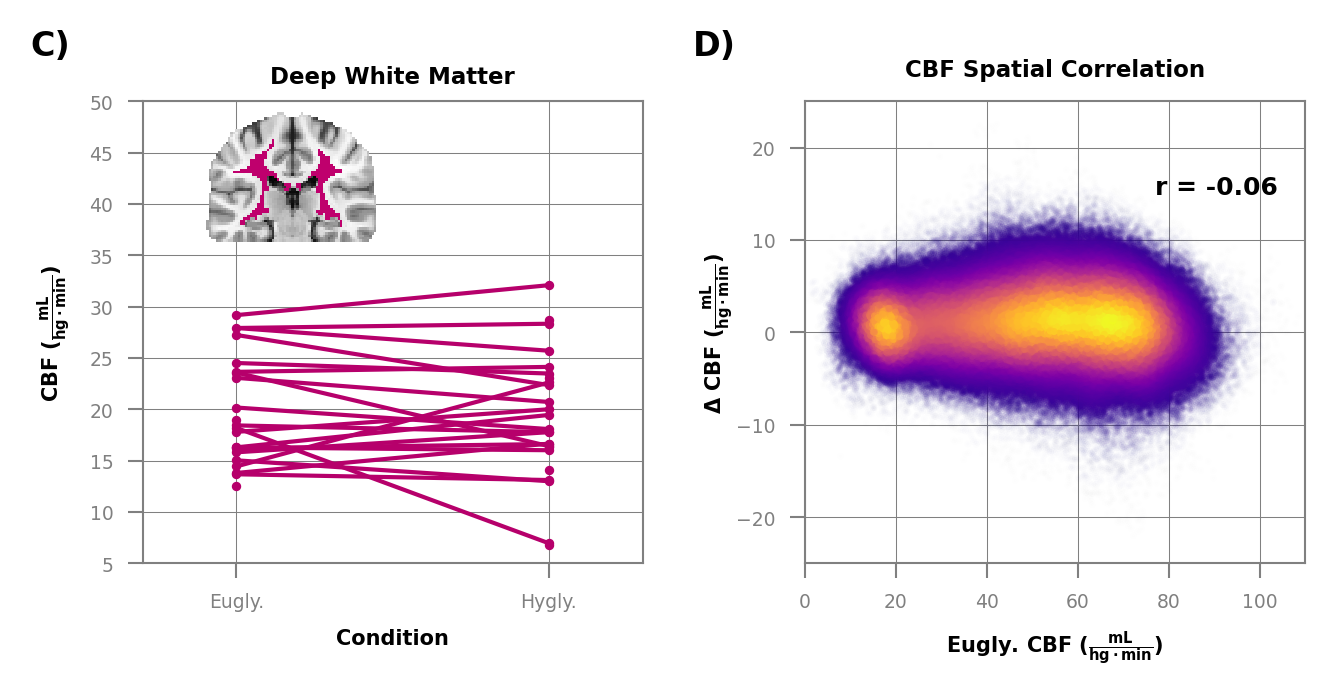 C)
Deep White Matter
50
45
40
35
30
25
20
15
10
5
CBF (mL/hg·min)
Eugly.
Hygly.
Condition
D)
CBF Spatial Correlation
r = -0.06
20
10
0
−10
−20
Δ CBF (mL/hg·min)
0
20
40
60
80
100
Eugly. CBF (mL/hg·min)